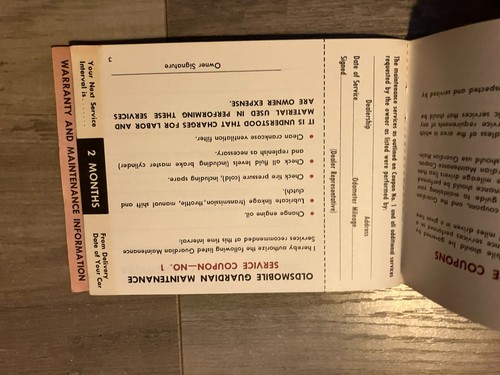 OLDSMOBILE GUARDIAN MAINTENANCE
SERVICE COUPON—NO. 1
I hereby authorize the following Guardian Maintenance
Services recommended at this time interval:
• Change engine oil.
• Lubricate linkage (transmission, throttle, manual shift and
clutch.
• Check tire pressure (cold), including spare.
• Check all fluid levels (including brake master cylinder)
and replenish as necessary.
• Clean crankcase ventilation filter.
IT IS UNDERSTOOD THAT CHARGES FOR LABOR AND
MATERIAL USED IN PERFORMING THESE SERVICES
ARE OWNER EXPENSE.
Owner Signature
3
Your Next Service
Interval is
2 MONTHS
From Delivery
Date of Your Car
WARRANTY AND MAINTENANCE INFORMATION
The maintenance services as outlined on Coupon No. 1 and all additional services
requested by the owner as listed were performed by:
Dealership
Address
Date of Service
Odometer Mileage
Signed
(Dealer Representative)
E COUPONS